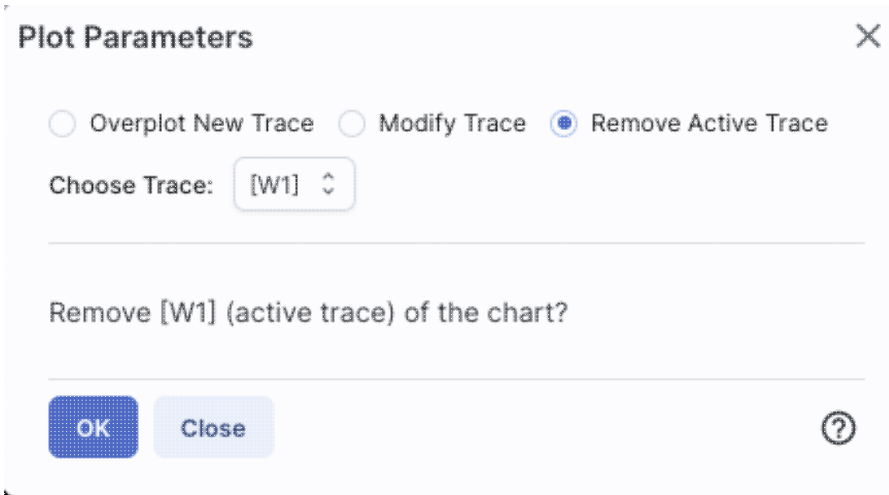 Plot Parameters
Overplot New Trace Modify Trace Remove Active Trace
Choose Trace: [W1]
Remove [W1] (active trace) of the chart?
OK Close